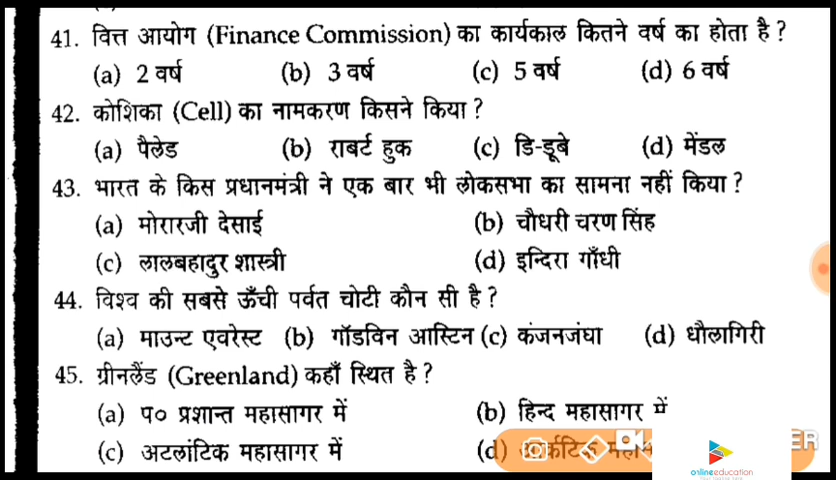 41. वित्त आयोग (Finance Commission) का कार्यकाल कितने वर्ष का होता है ?
(a) 2 वर्ष (b) 3 वर्ष (c) 5 वर्ष (d) 6 वर्ष
42. कोशिका (Cell) का नामकरण किसने किया ?
(a) पैलेड (b) राबर्ट हुक (c) डि-डूबे (d) मेंडल
43. भारत के किस प्रधानमंत्री ने एक बार भी लोकसभा का सामना नहीं किया ?
(a) मोरारजी देसाई (b) चौधरी चरण सिंह
(c) लालबहादुर शास्त्री (d) इन्दिरा गाँधी
44. विश्व की सबसे ऊँची पर्वत चोटी कौन सी है ?
(a) माउन्ट एवरेस्ट (b) गॉडविन आस्टिन (c) कंजनजंघा (d) धौलागिरी
45. ग्रीनलैंड (Greenland) कहाँ स्थित है ?
(a) प० प्रशान्त महासागर में (b) हिन्द महासागर में
(c) अटलांटिक महासागर में (d)
ER
onlineeducation